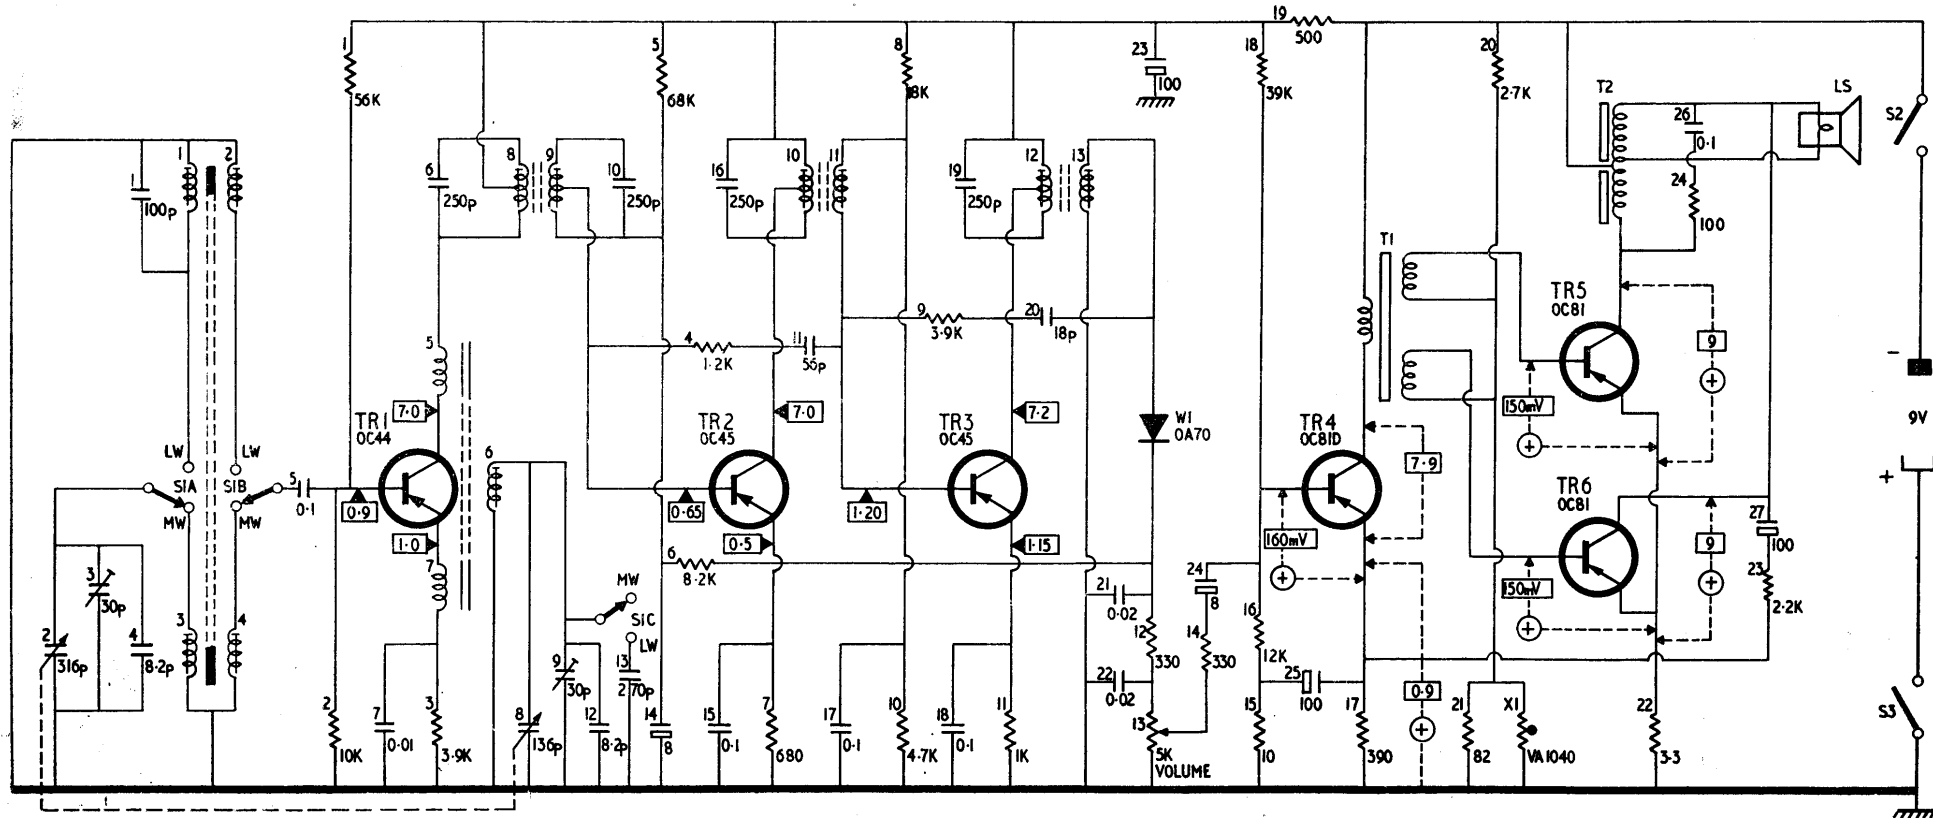 19
500
1
56K
5
68K
8
8K
23
100
18
39K
20
2.7K
T2
26
0.1
24
100
LS
S2
1
100p
1
2
6
250p
8
9
10
250p
16
250p
10
11
19
250p
12
13
T1
9
3.9K
20
18p
4
1.2K
11
56p
5
TR5
OC81
9
150mV
-
9V
+
7.0
TR1
OC44
7.0
TR2
OC45
7.2
TR3
OC45
W1
OA70
TR4
OC81D
7.9
LW
S1A
MW
LW
S1B
MW
5
0.1
0.9
1.0
6
0.65
0.5
1.20
1.15
160mV
TR6
OC81
9
150mV
27
100
23
2.2K
7
6
8.2K
21
0.02
24
8
3
30p
2
316p
4
8.2p
3
4
MW
S1C
LW
9
30p
13
270p
12
330
14
330
16
12K
25
100
0.9
22
0.02
2
10K
7
0.01
3
3.9K
8
136p
12
8.2p
14
8
15
0.1
7
680
17
0.1
10
4.7K
18
0.1
11
1K
13
5K
VOLUME
15
10
17
390
21
82
X1
VA1040
22
3.3
S3